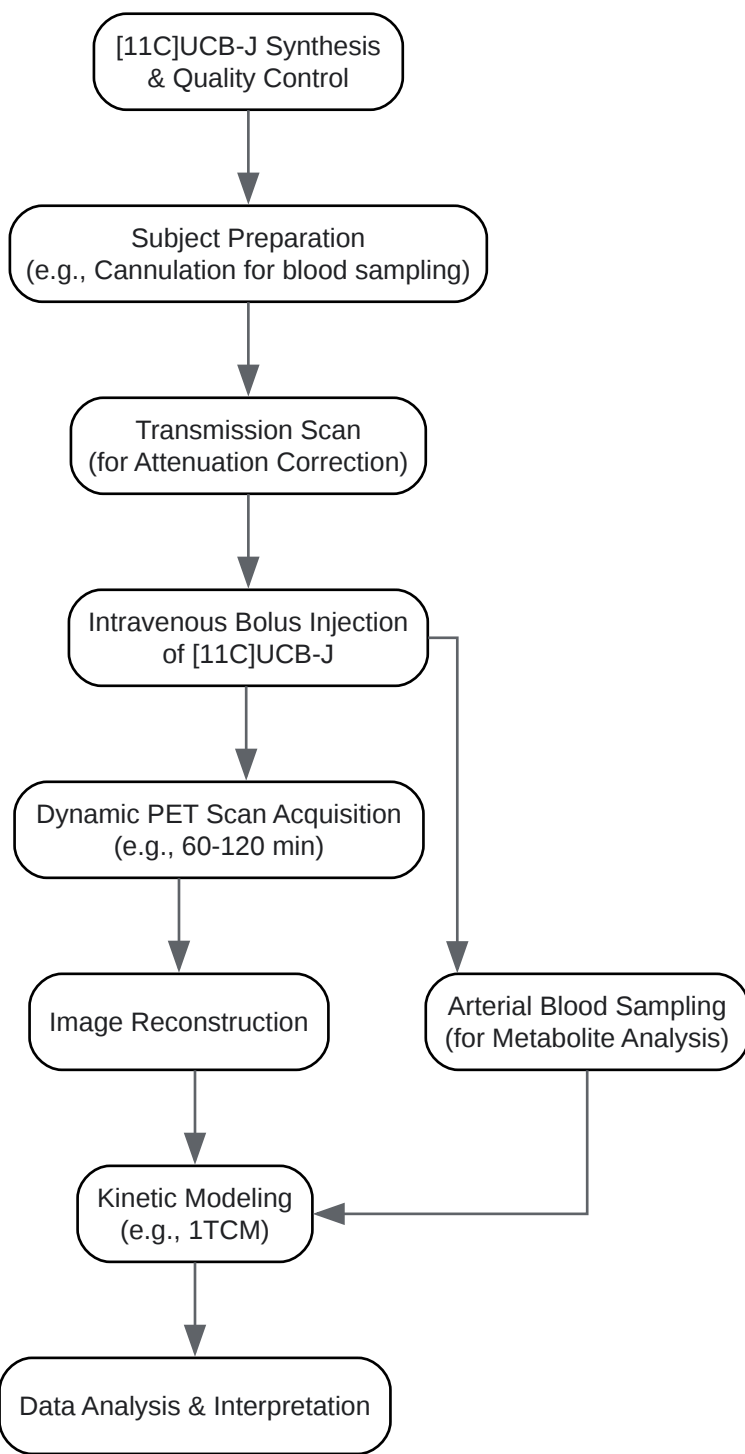 [11C]UCB-J Synthesis
& Quality Control
Subject Preparation
(e.g., Cannulation for blood sampling)
Transmission Scan
(for Attenuation Correction)
Intravenous Bolus Injection
of [11C]UCB-J
Dynamic PET Scan Acquisition
(e.g., 60-120 min)
Image Reconstruction
Arterial Blood Sampling
(for Metabolite Analysis)
Kinetic Modeling
(e.g., 1TCM)
Data Analysis & Interpretation